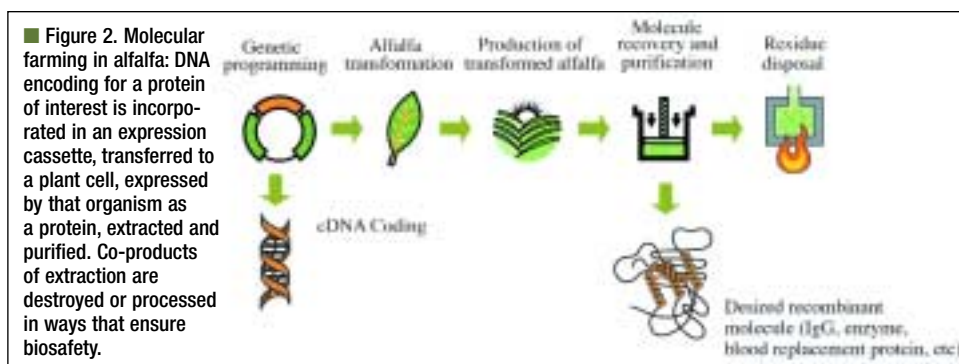 ■ Figure 2. Molecular
farming in alfalfa: DNA
encoding for a protein
of interest is incorpo-
rated in an expression
cassette, transferred to
a plant cell, expressed
by that organism as
a protein, extracted and
purified. Co-products
of extraction are
destroyed or processed
in ways that ensure
biosafety.
Genetic
programming
Alfalfa
transformation
Production of
transformed alfalfa
Molecule
recovery and
purification
Residue
disposal
cDNA Coding
Desired recombinant
molecule (IgG, enzyme,
blood replacement protein, etc)